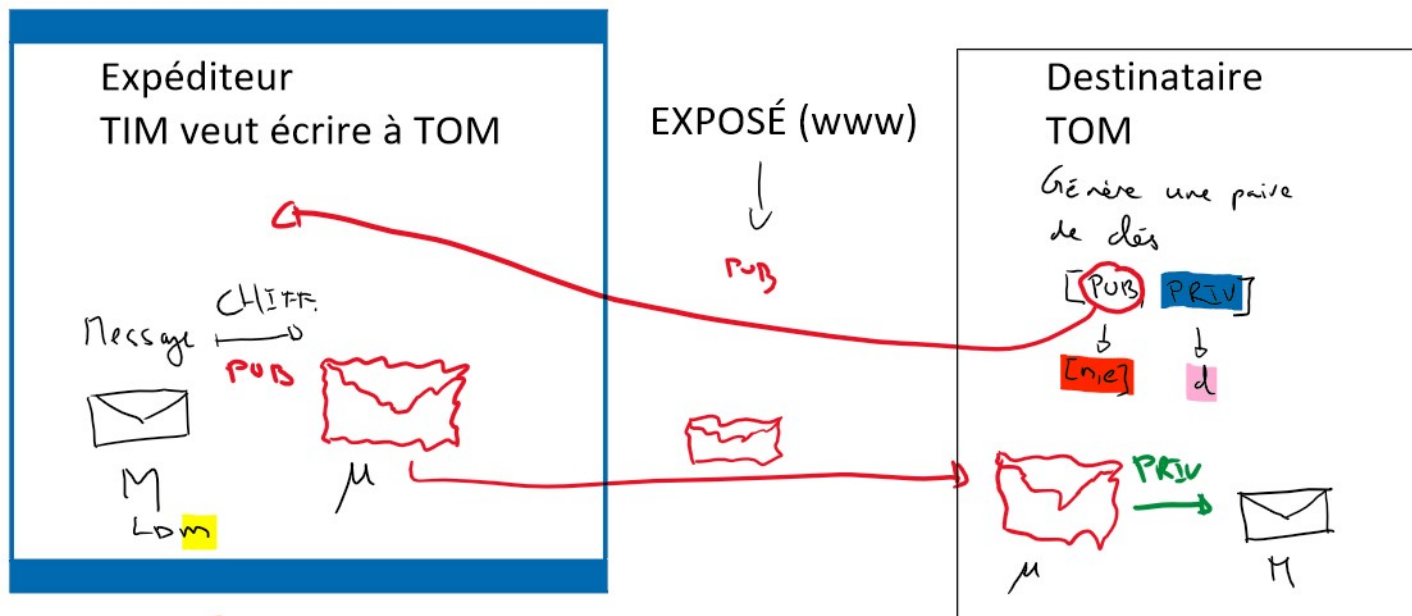 Expéditeur
TIM veut écrire à TOM
CHIFF.
Message
PUB
M
m
μ
EXPOSÉ (www)
PUB
Destinataire
TOM
Génère une paire
de clés
[PUB, PRIV]
[n,e]
d
PRIV
μ
M